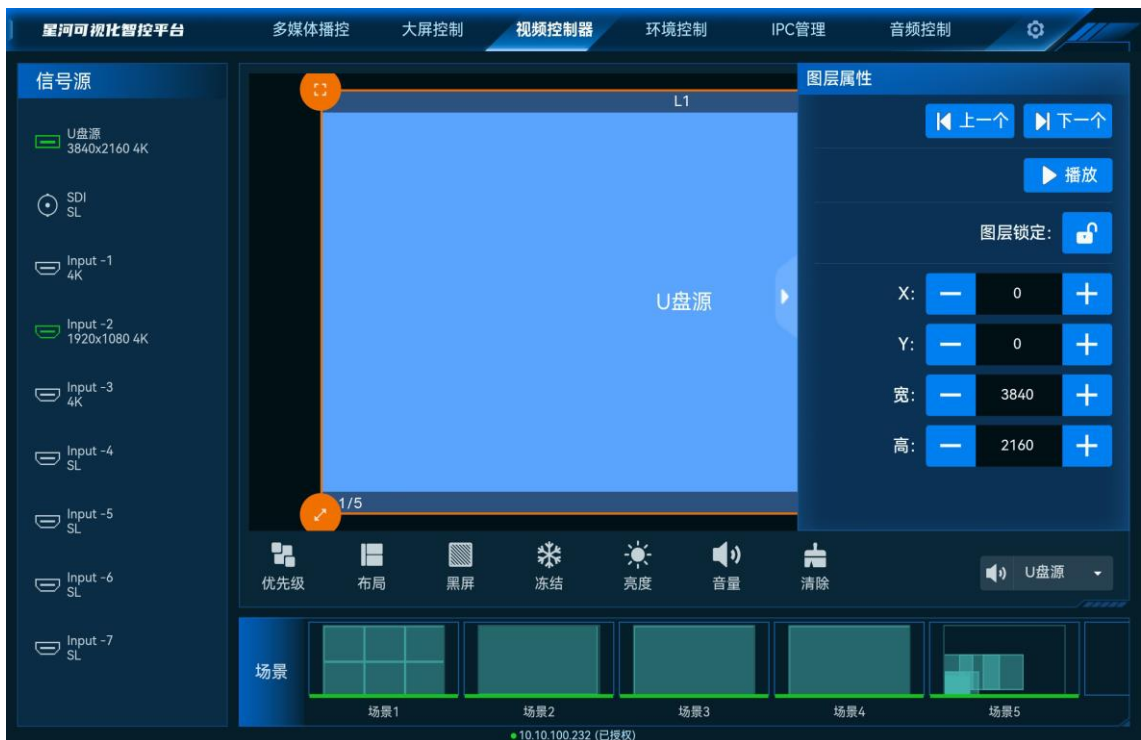 星河可视化智控平台
多媒体播控
大屏控制
视频控制器
环境控制
IPC管理
音频控制
信号源
U盘源
3840x2160 4K
SDI
SL
Input -1
4K
Input -2
1920x1080 4K
Input -3
4K
Input -4
SL
Input -5
SL
Input -6
SL
Input -7
SL
L1
U盘源
1/5
图层属性
上一个
下一个
播放
图层锁定:
X: 0
Y: 0
宽: 3840
高: 2160
优先级
布局
黑屏
冻结
亮度
音量
清除
U盘源
场景
场景1
场景2
场景3
场景4
场景5
10.10.100.232 (已授权)